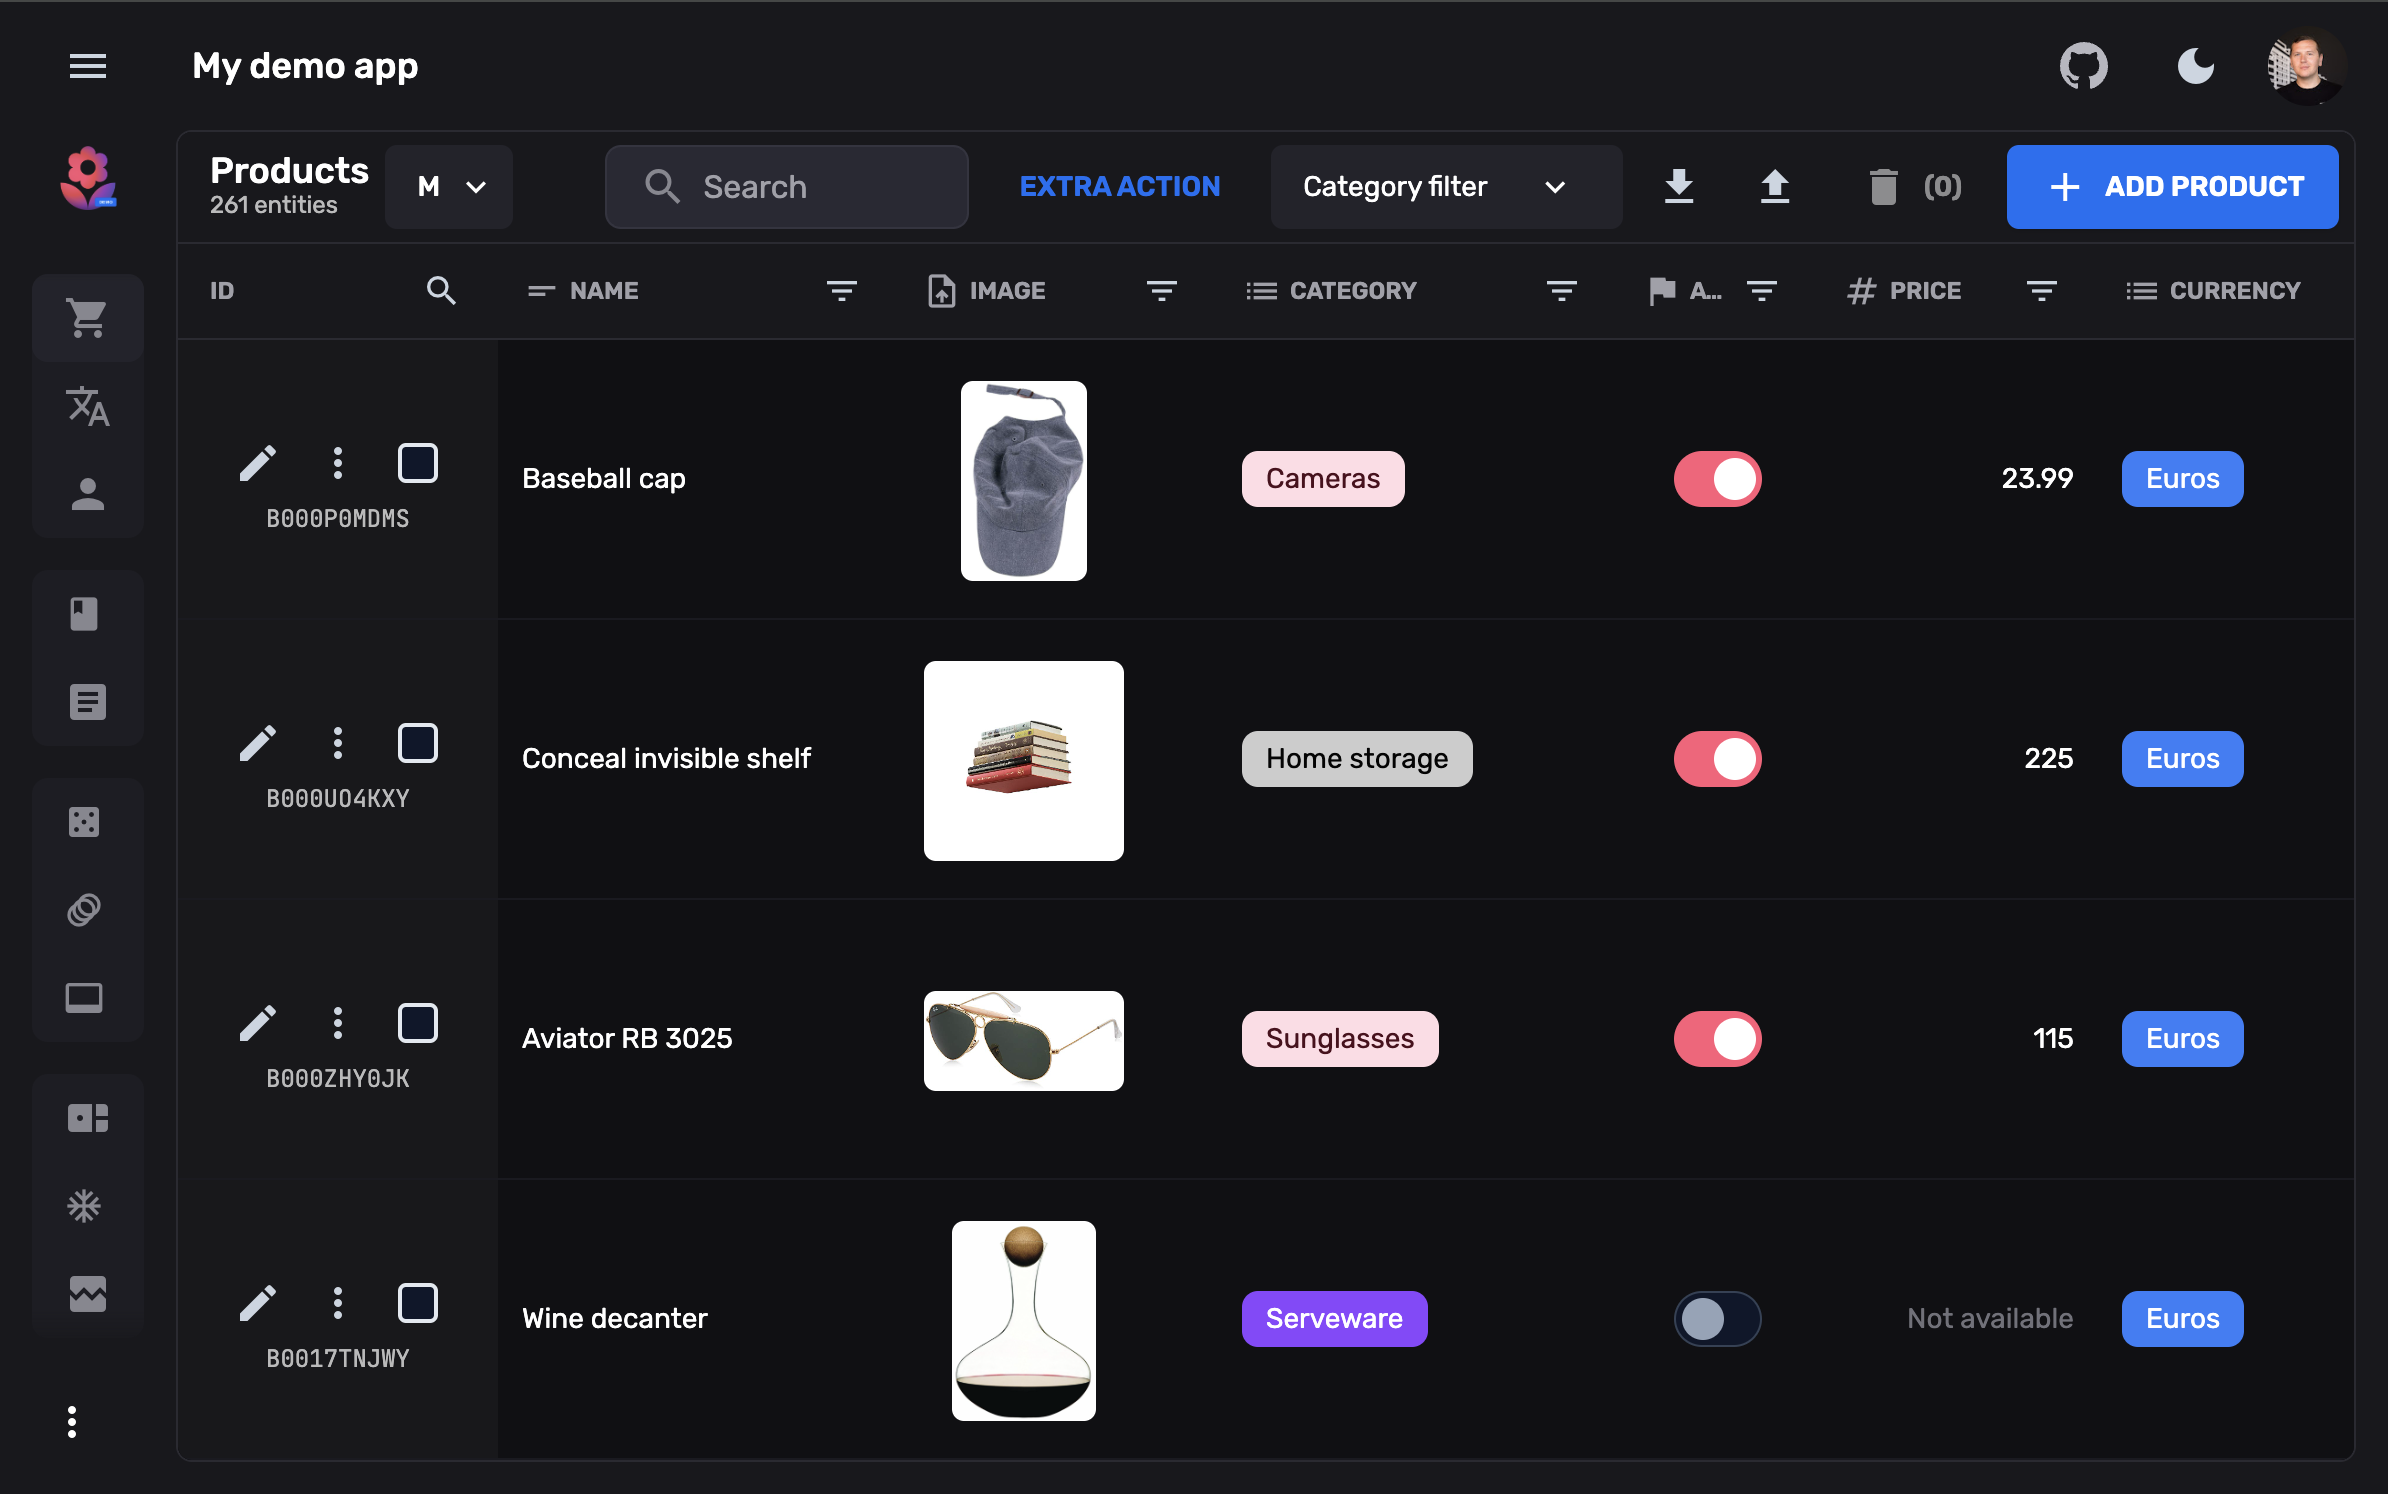 My demo app
Products
261 entities
M
Search
EXTRA ACTION
Category filter
(0)
ADD PRODUCT
ID
NAME
IMAGE
CATEGORY
A...
PRICE
CURRENCY
B000P0MDMS
Baseball cap
Cameras
23.99
Euros
B000UO4KXY
Conceal invisible shelf
Home storage
225
Euros
B000ZHY0JK
Aviator RB 3025
Sunglasses
115
Euros
B0017TNJWY
Wine decanter
Serveware
Not available
Euros